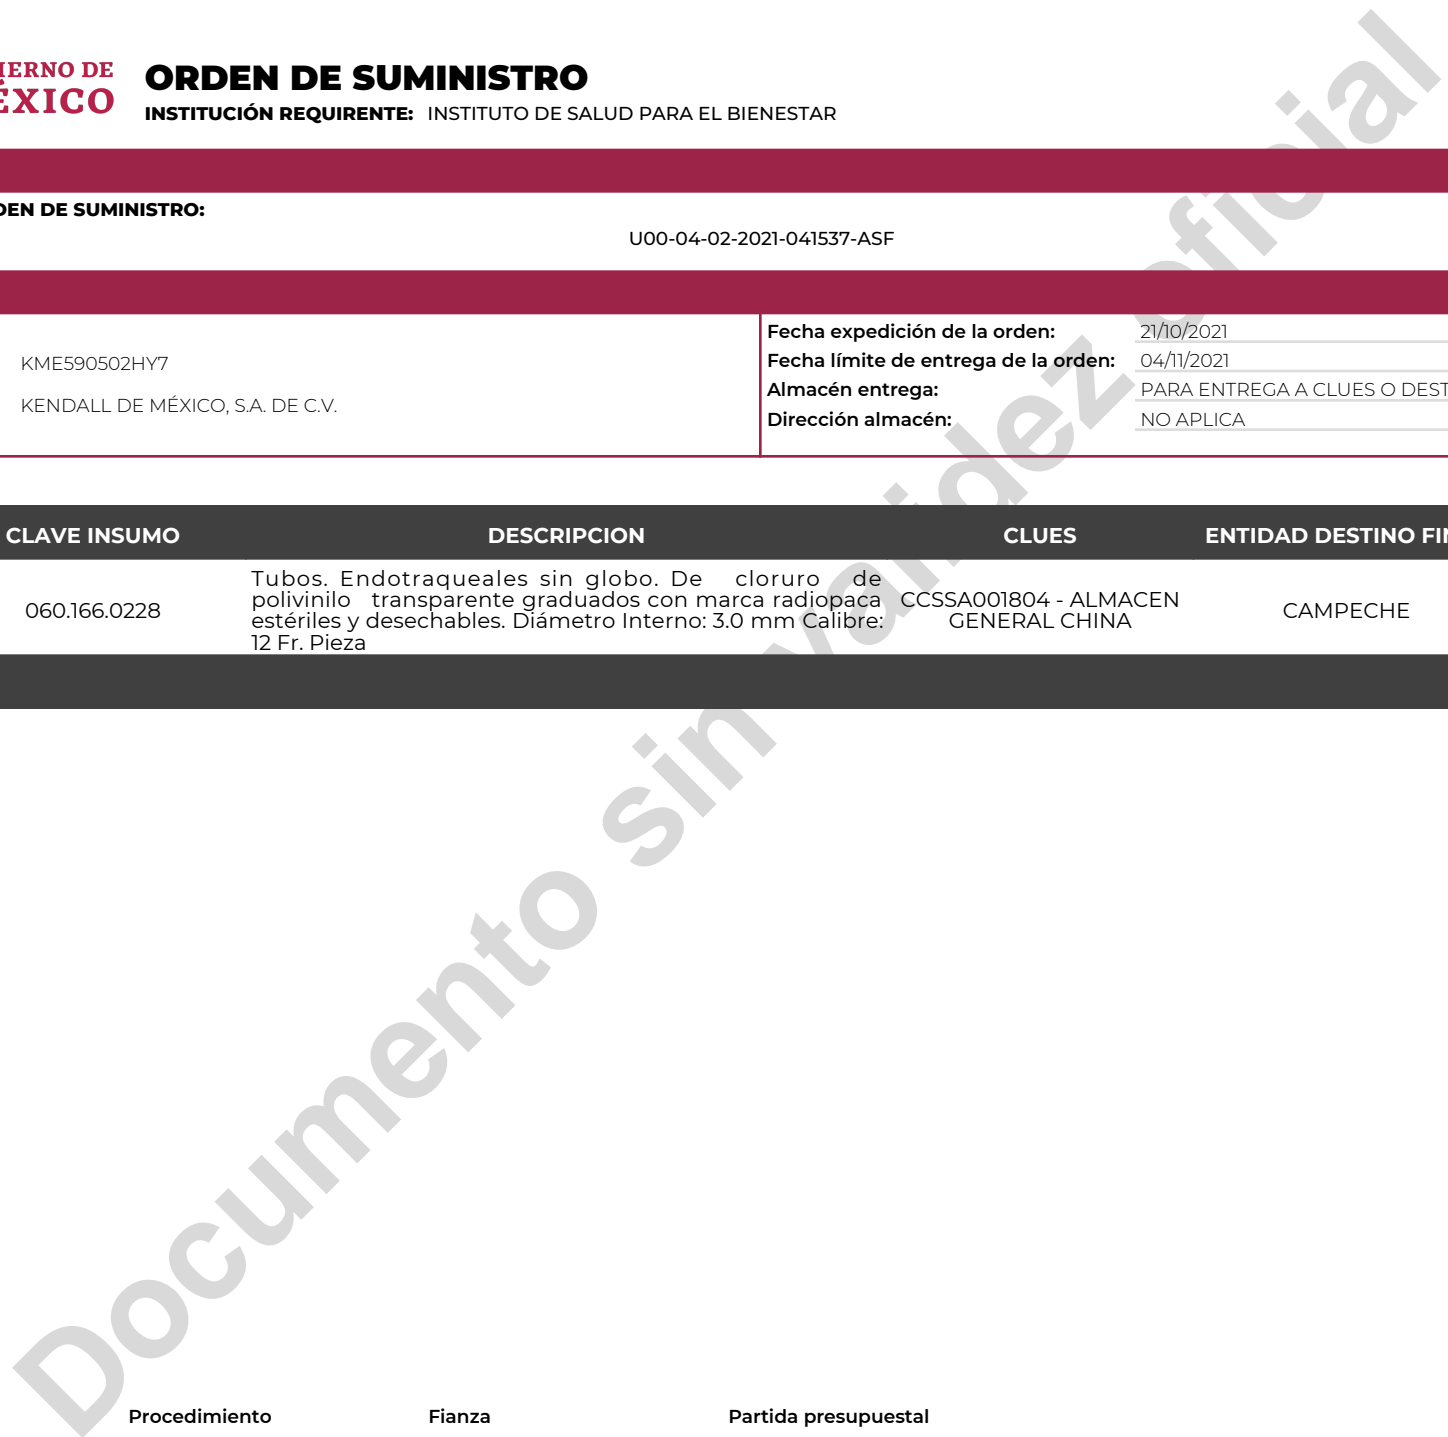 IERNO DE
ÉXICO
ORDEN DE SUMINISTRO
INSTITUCIÓN REQUIRENTE: INSTITUTO DE SALUD PARA EL BIENESTAR
DEN DE SUMINISTRO:
U00-04-02-2021-041537-ASF
KME590502HY7
KENDALL DE MÉXICO, S.A. DE C.V.
Fecha expedición de la orden: 21/10/2021
Fecha límite de entrega de la orden: 04/11/2021
Almacén entrega: PARA ENTREGA A CLUES O DEST
Dirección almacén: NO APLICA
CLAVE INSUMO DESCRIPCION CLUES ENTIDAD DESTINO FIN
060.166.0228
Tubos. Endotraqueales sin globo. De cloruro de
polivinilo transparente graduados con marca radiopaca
estériles y desechables. Diámetro Interno: 3.0 mm Calibre:
12 Fr. Pieza
CCSSA001804 - ALMACEN
GENERAL CHINA
CAMPECHE
Documento sin validez oficial
Procedimiento Fianza Partida presupuestal